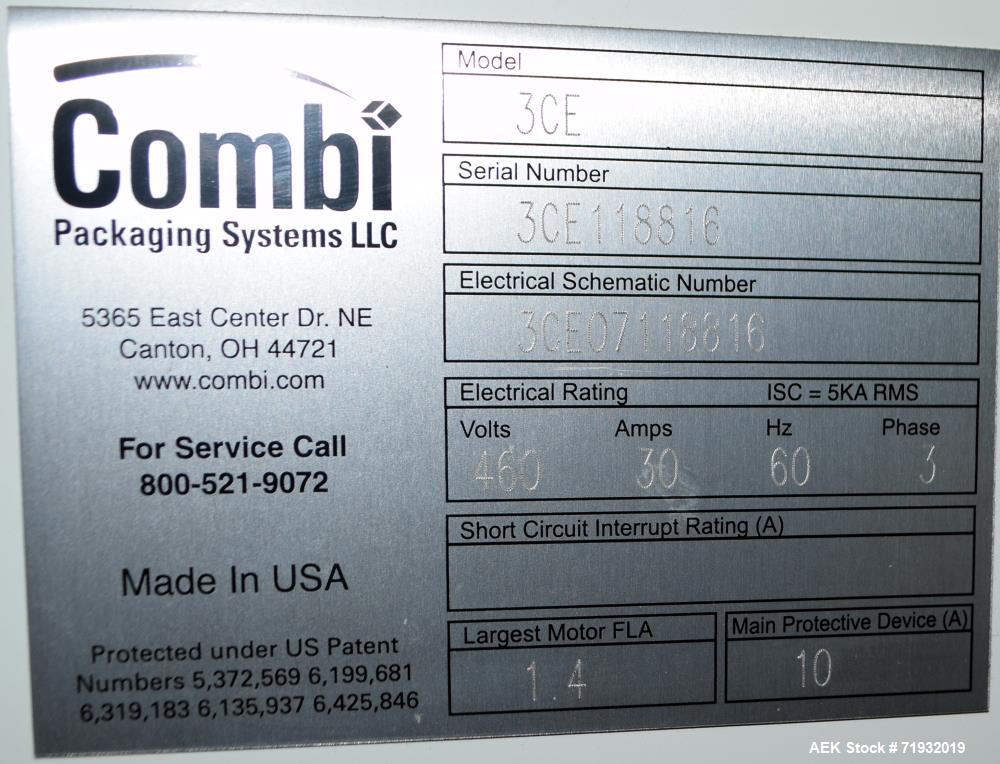 Combi
Packaging Systems LLC
5365 East Center Dr. NE
Canton, OH 44721
www.combi.com
For Service Call
800-521-9072
Made In USA
Protected under US Patent
Numbers 5,372,569 6,199,681
6,319,183 6,135,937 6,425,846
Model
3CE
Serial Number
3CE118816
Electrical Schematic Number
3CE07118816
Electrical Rating ISC = 5KA RMS
Volts Amps Hz Phase
460 30 60 3
Short Circuit Interrupt Rating (A)
Largest Motor FLA
1.4
Main Protective Device (A)
10
AEK Stock # 71932019